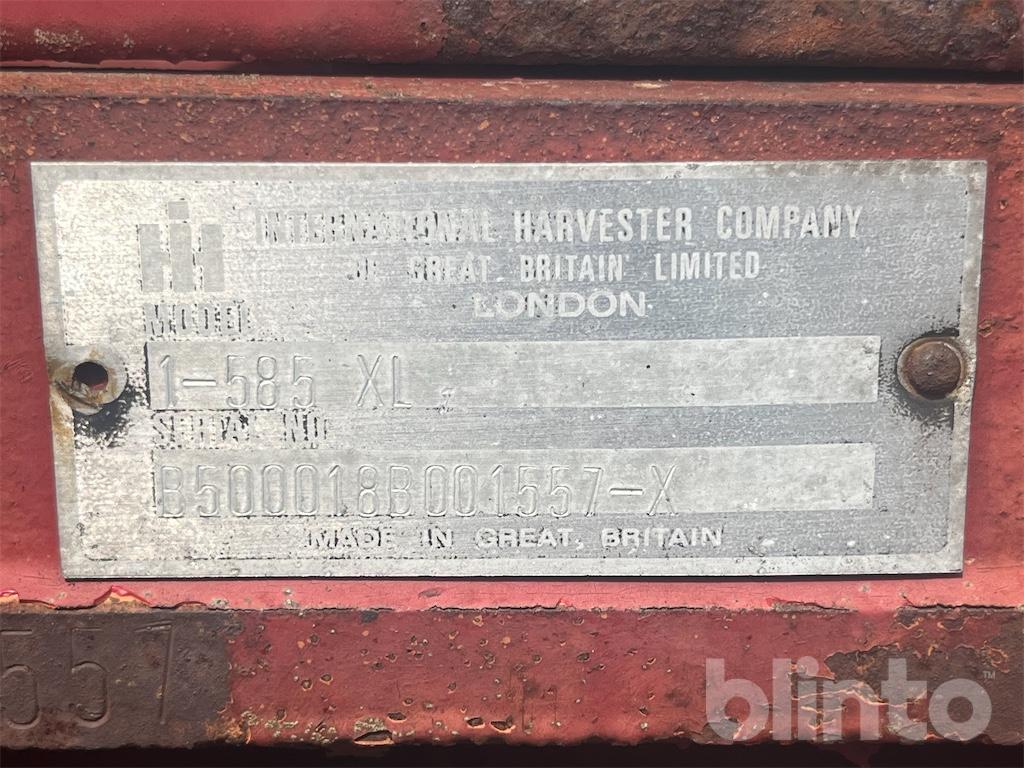 INTERNATIONAL HARVESTER COMPANY
OF GREAT BRITAIN LIMITED
LONDON
MODEL
1-585 XL
SERIAL NO
B500018B001557-X
MADE IN GREAT BRITAIN
557
blinto™